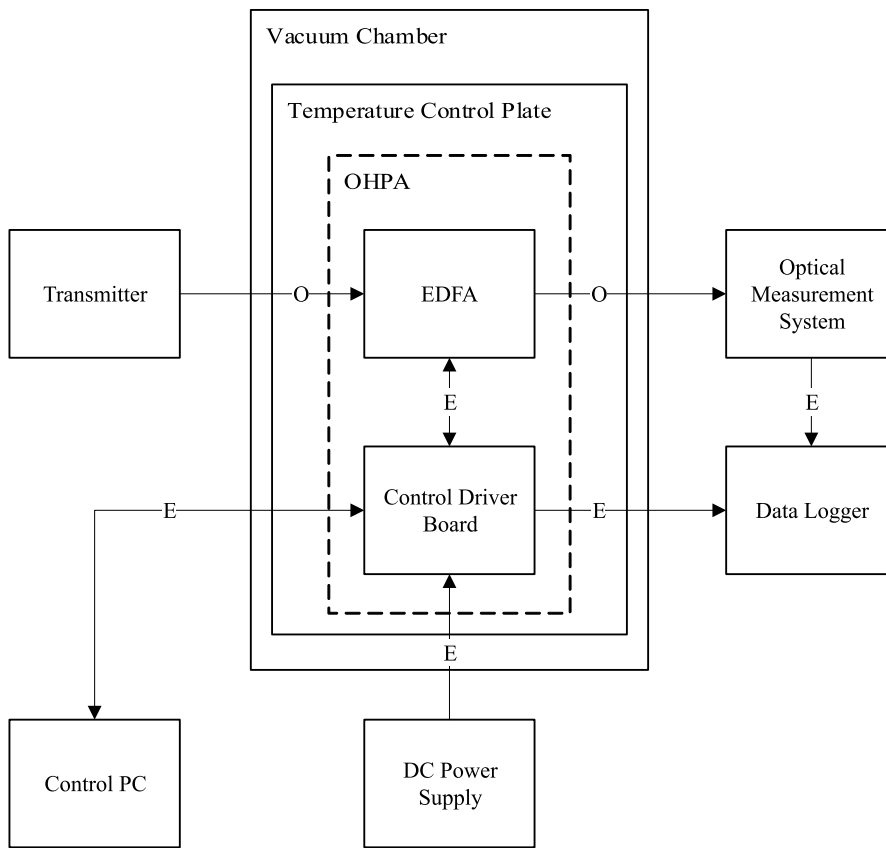 Vacuum Chamber
Temperature Control Plate
OHPA
Transmitter
O
EDFA
O
Optical
Measurement
System
E
E
Control Driver
Board
E
E
Data Logger
E
Control PC
DC Power
Supply